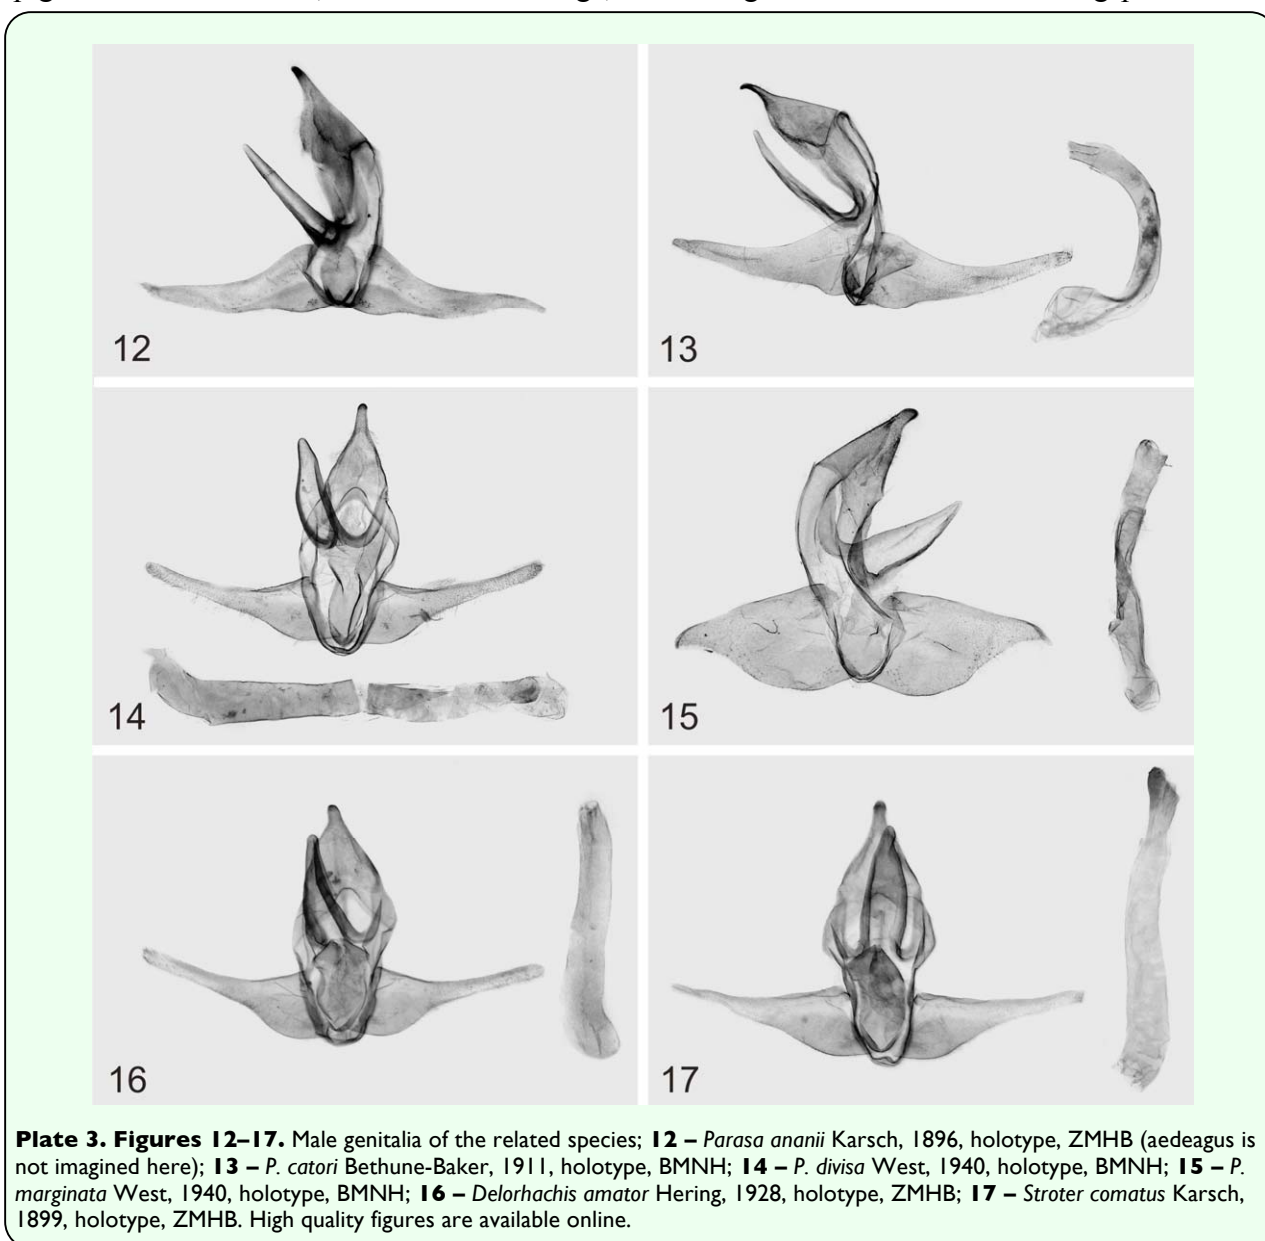 12
13
14
15
16
17
Plate 3. Figures 12–17. Male genitalia of the related species; 12 – Parasa ananii Karsch, 1896, holotype, ZMHB (aedeagus is
not imagined here); 13 – P. catori Bethune-Baker, 1911, holotype, BMNH; 14 – P. divisa West, 1940, holotype, BMNH; 15 – P.
marginata West, 1940, holotype, BMNH; 16 – Delorhachis amator Hering, 1928, holotype, ZMHB; 17 – Stroter comatus Karsch,
1899, holotype, ZMHB. High quality figures are available online.